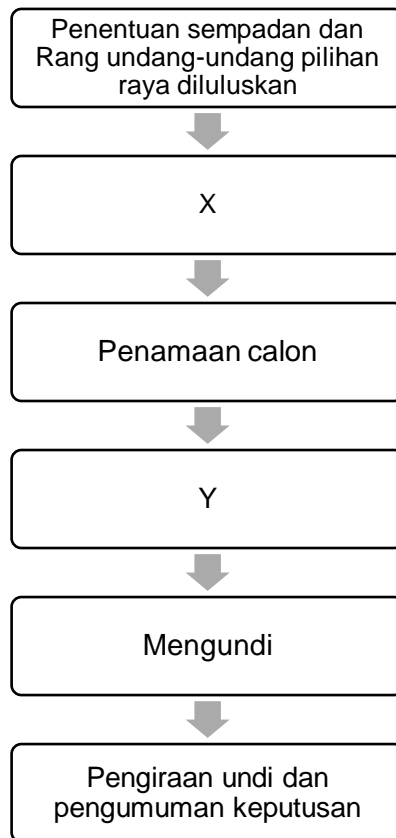 Penentuan sempadan dan
Rang undang-undang pilihan
raya diluluskan
X
Penamaan calon
Y
Mengundi
Pengiraan undi dan
pengumuman keputusan